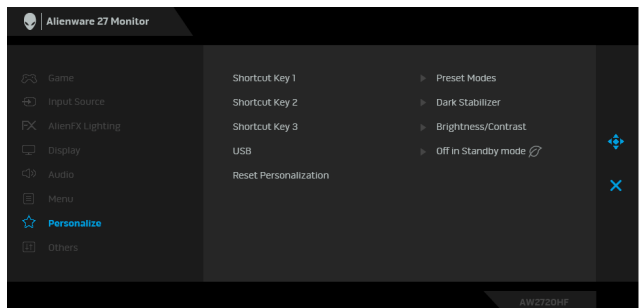 Alienware 27 Monitor
Game
Input Source
FX AlienFX Lighting
Display
Audio
Menu
Personalize
Others
Shortcut Key 1 Preset Modes
Shortcut Key 2 Dark Stabilizer
Shortcut Key 3 Brightness/Contrast
USB Off in Standby mode
Reset Personalization
AW2720HF